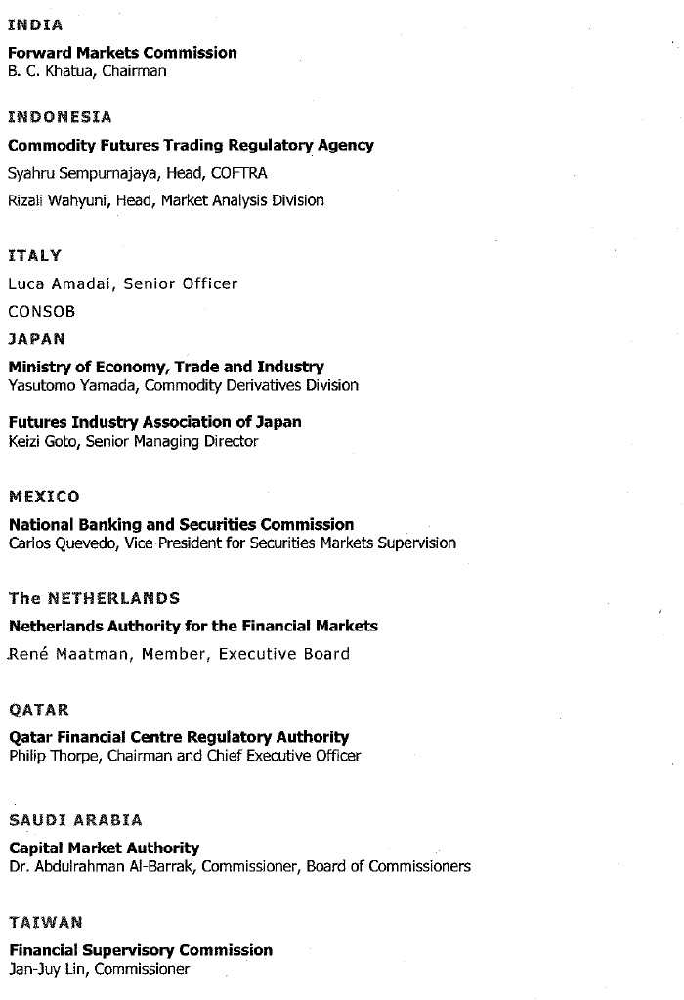 INDIA
Forward Markets Commission
B. C. Khatua, Chairman
INDONESIA
Commodity Futures Trading Regulatory Agency
Syahru Sempurnajaya, Head, COFTRA
Rizali Wahyuni, Head, Market Analysis Division
ITALY
Luca Amadai, Senior Officer
CONSOB
JAPAN
Ministry of Economy, Trade and Industry
Yasutomo Yamada, Commodity Derivatives Division
Futures Industry Association of Japan
Keizi Goto, Senior Managing Director
MEXICO
National Banking and Securities Commission
Carlos Quevedo, Vice-President for Securities Markets Supervision
The NETHERLANDS
Netherlands Authority for the Financial Markets
René Maatman, Member, Executive Board
QATAR
Qatar Financial Centre Regulatory Authority
Philip Thorpe, Chairman and Chief Executive Officer
SAUDI ARABIA
Capital Market Authority
Dr. Abdulrahman Al-Barrak, Commissioner, Board of Commissioners
TAIWAN
Financial Supervisory Commission
Jan-Juy Lin, Commissioner